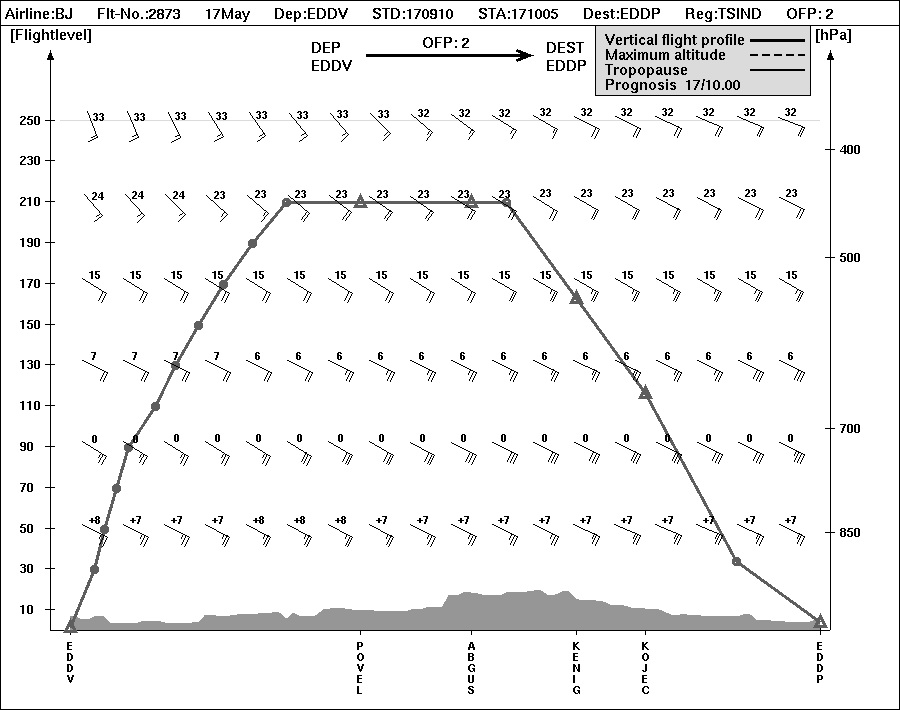 Airline:BJ Flt-No.:2873 17May Dep:EDDV STD:170910 STA:171005 Dest:EDDP Reg:TSIND OFP: 2
[Flightlevel] [hPa]
DEP OFP: 2 DEST
EDDV EDDP
Vertical flight profile
Maximum altitude
Tropopause
Prognosis 17/10.00
250 33 33 33 33 33 33 33 33 32 32 32 32 32 32 32 32 32 32
400
230
210 24 24 24 23 23 23 23 23 23 23 23 23 23 23 23 23 23 23
190
500
170 15 15 15 15 15 15 15 15 15 15 15 15 15 15 15 15 15 15
150
130 7 7 7 7 6 6 6 6 6 6 6 6 6 6 6 6 6 6
110
700
90 0 0 0 0 0 0 0 0 0 0 0 0 0 0 0 0 0 0
70
50 +8 +7 +7 +7 +8 +8 +8 +7 +7 +7 +7 +7 +7 +7 +7 +7 +7 +7
850
30
10
EDDV POVEL ABGUS KENIG KOJEC EDDP